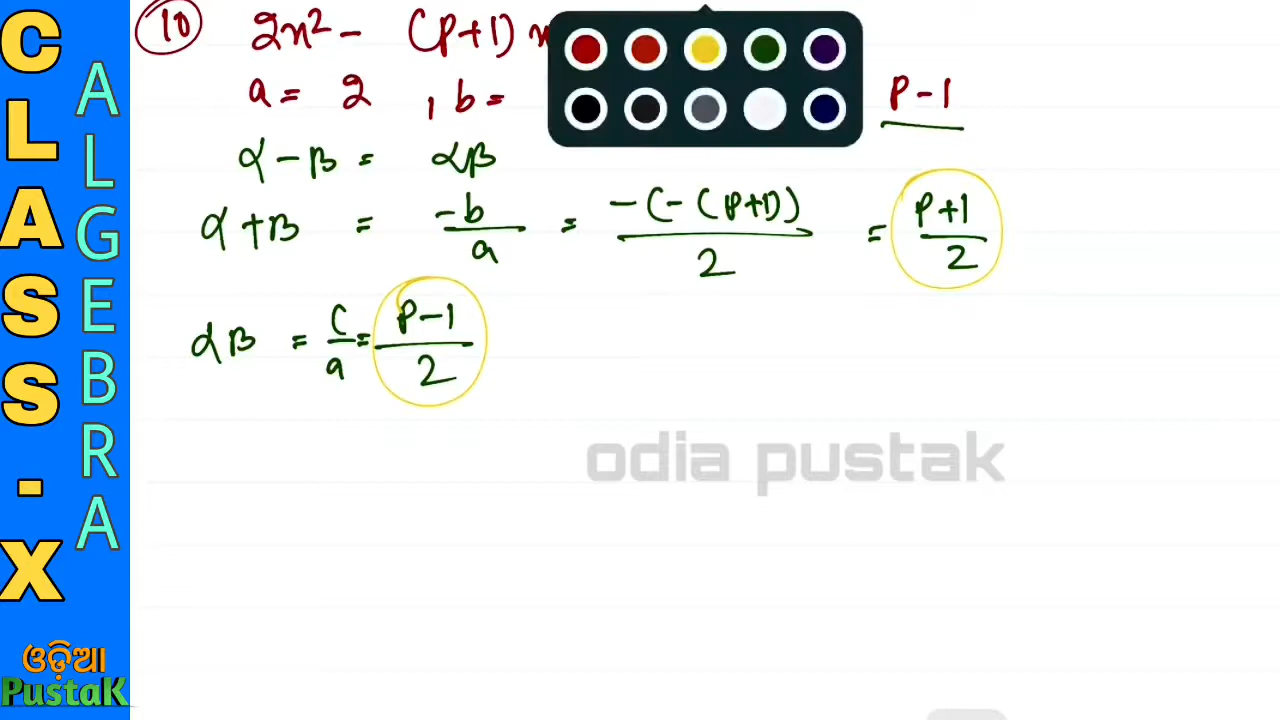 CLASS-X
ALGEBRA
ଓଡ଼ିଆ
PustaK
10 2x² - (P+1) x
a = 2 , b = P-1
α - β = αβ
α + β = -b/a = -(-(P+1))/2 = P+1/2
αβ = c/a = P-1/2
odia pustak